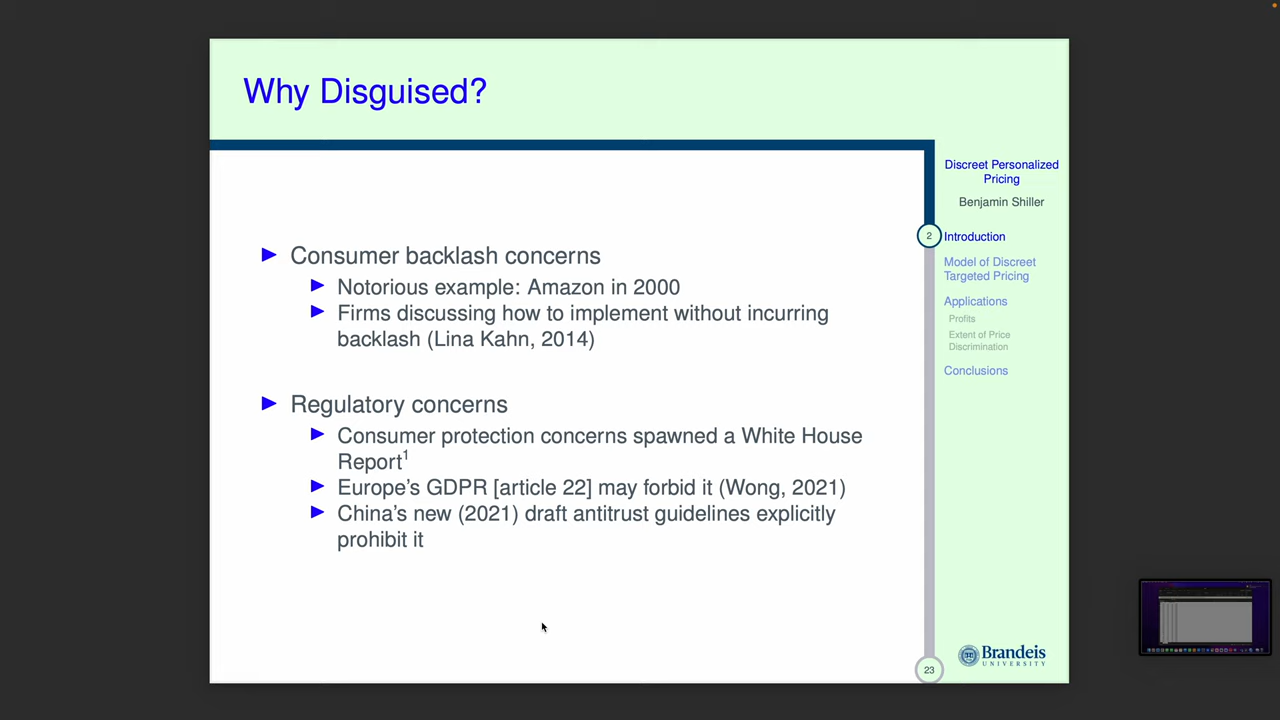 Why Disguised?
Consumer backlash concerns
Notorious example: Amazon in 2000
Firms discussing how to implement without incurring
backlash (Lina Kahn, 2014)
Regulatory concerns
Consumer protection concerns spawned a White House
Report1
Europe's GDPR [article 22] may forbid it (Wong, 2021)
China's new (2021) draft antitrust guidelines explicitly
prohibit it
Discreet Personalized
Pricing
Benjamin Shiller
2
Introduction
Model of Discreet
Targeted Pricing
Applications
Profits
Extent of Price
Discrimination
Conclusions
Brandeis
UNIVERSITY
23